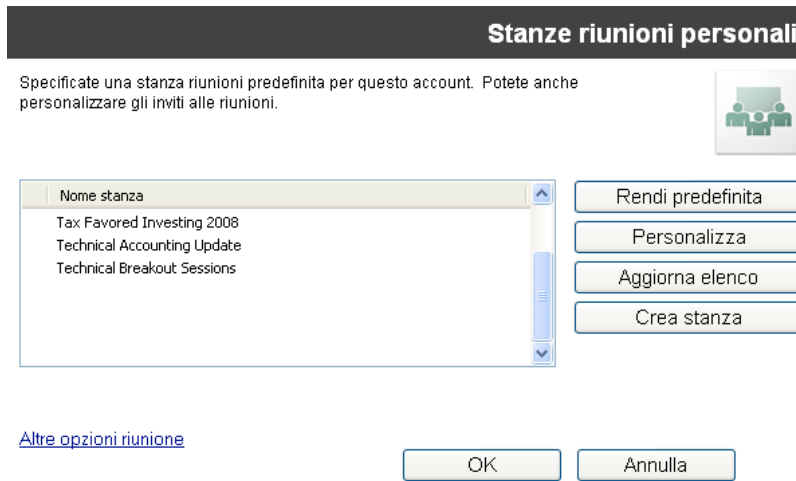 Stanze riunioni personali
Specificate una stanza riunioni predefinita per questo account. Potete anche
personalizzare gli inviti alle riunioni.
Nome stanza
Tax Favored Investing 2008
Technical Accounting Update
Technical Breakout Sessions
Rendi predefinita
Personalizza
Aggiorna elenco
Crea stanza
Altre opzioni riunione
OK
Annulla